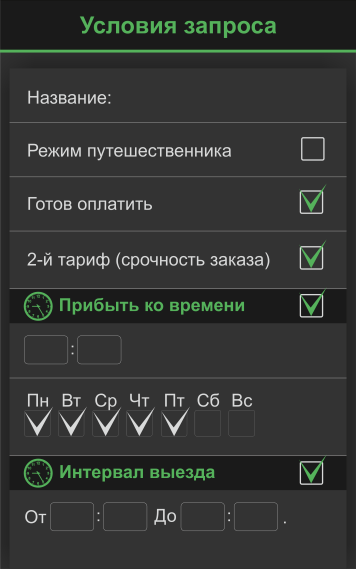 Условия запроса
Название:
Режим путешественника
Готов оплатить
2-й тариф (срочность заказа)
Прибыть ко времени
:
Пн Вт Ср Чт Пт Сб Вс
Интервал выезда
От : До : .